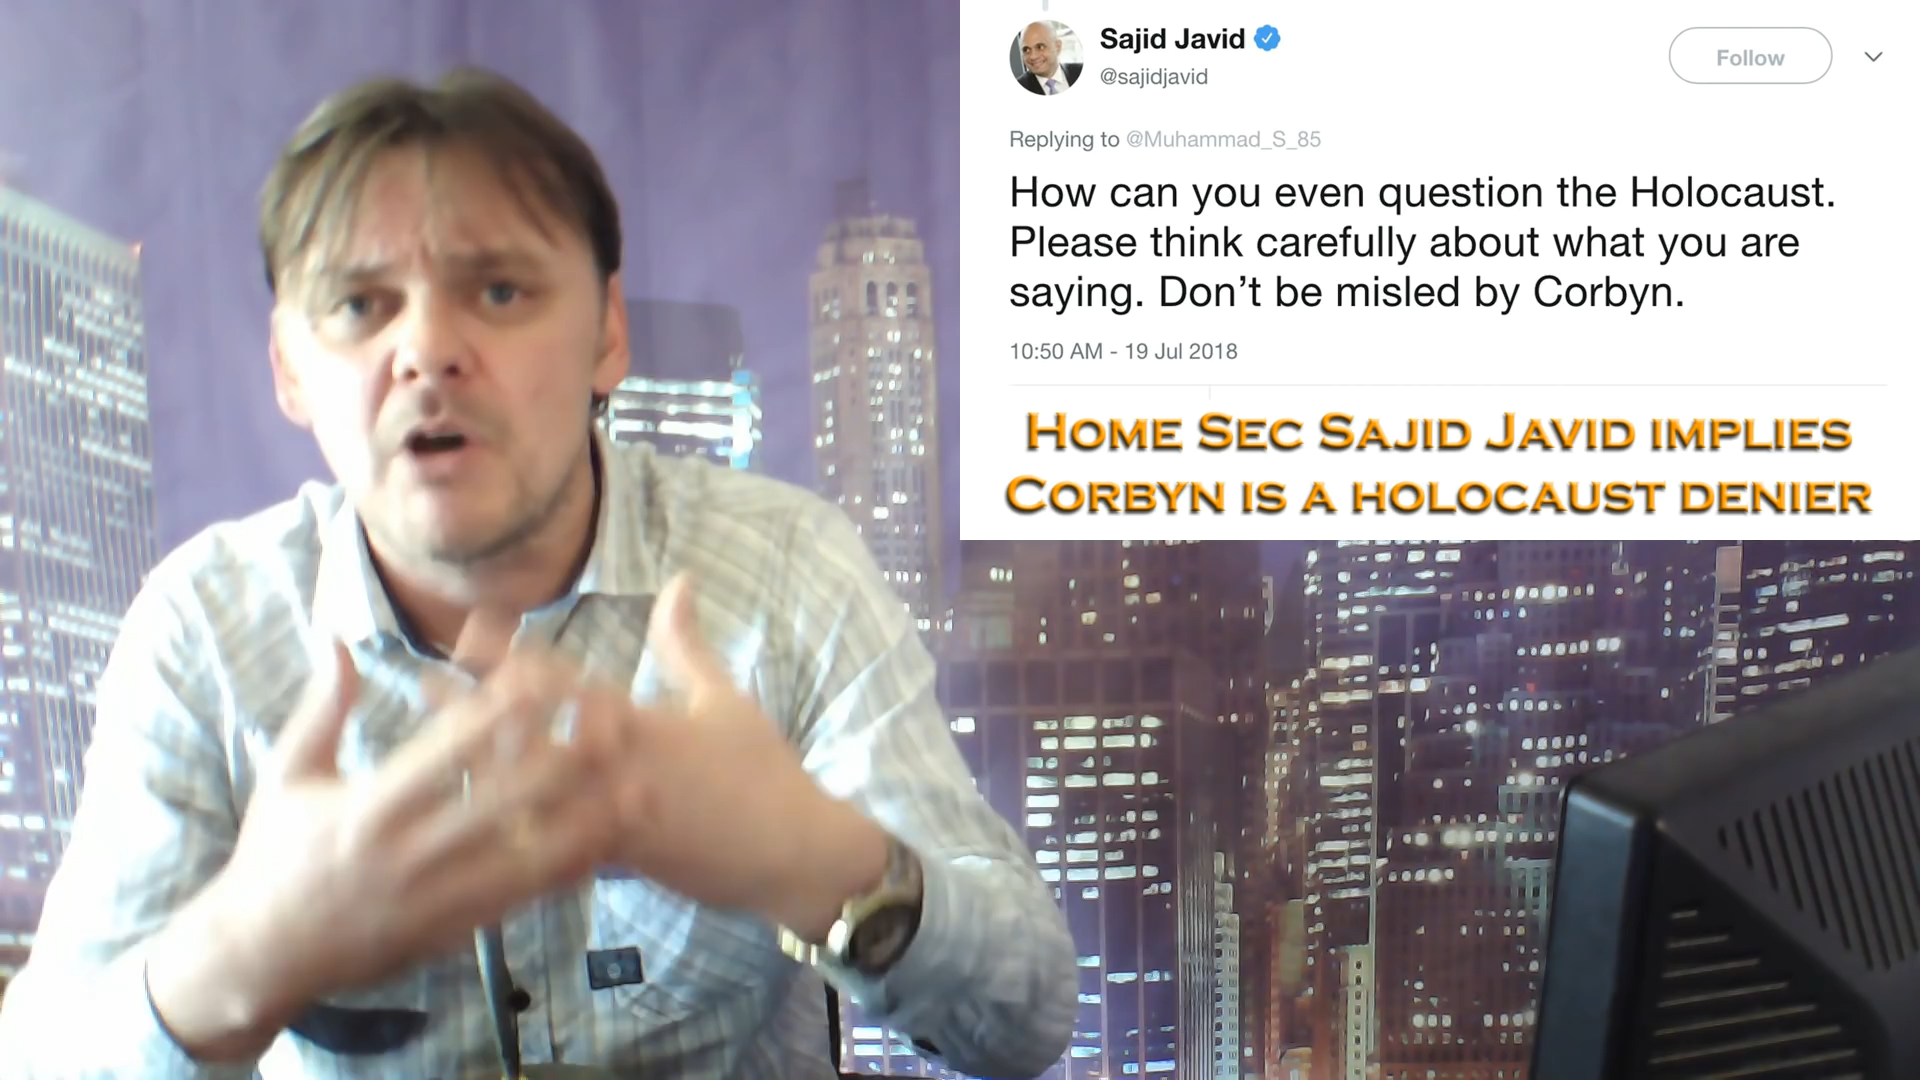 Sajid Javid
@sajidjavid
Follow
Replying to @Muhammad_S_85
How can you even question the Holocaust.
Please think carefully about what you are
saying. Don’t be misled by Corbyn.
10:50 AM - 19 Jul 2018
Home Sec Sajid Javid implies
Corbyn is a holocaust denier